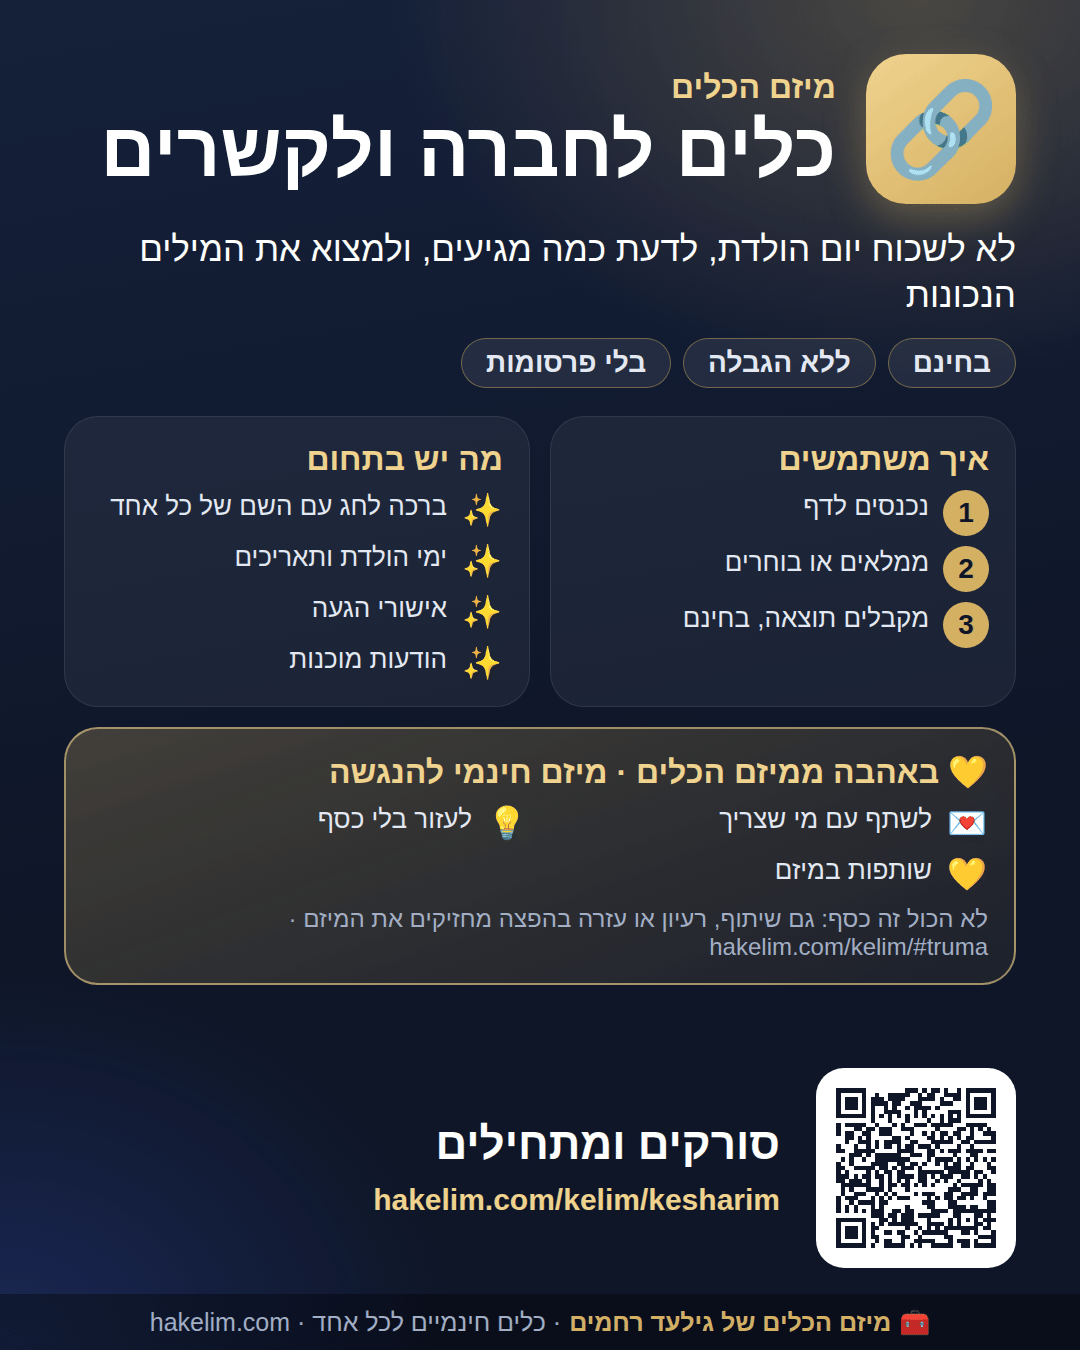 מיזם הכלים
כלים לחברה ולקשרים
לא לשכוח יום הולדת, לדעת כמה מגיעים, ולמצוא את המילים
הנכונות
בחינם
ללא הגבלה
בלי פרסומות
איך משתמשים
1 נכנסים לדף
2 ממלאים או בוחרים
3 מקבלים תוצאה, בחינם
מה יש בתחום
ברכה לחג עם השם של כל אחד
ימי הולדת ותאריכים
אישורי הגעה
הודעות מוכנות
באהבה ממיזם הכלים · מיזם חינמי להנגשה
לשתף עם מי שצריך
לעזור בלי כסף
שותפות במיזם
לא הכול זה כסף: גם שיתוף, רעיון או עזרה בהפצה מחזיקים את המיזם ·
hakelim.com/kelim/#truma
סורקים ומתחילים
hakelim.com/kelim/kesharim
מיזם הכלים של גילעד רחמים · כלים חינמיים לכל אחד · hakelim.com